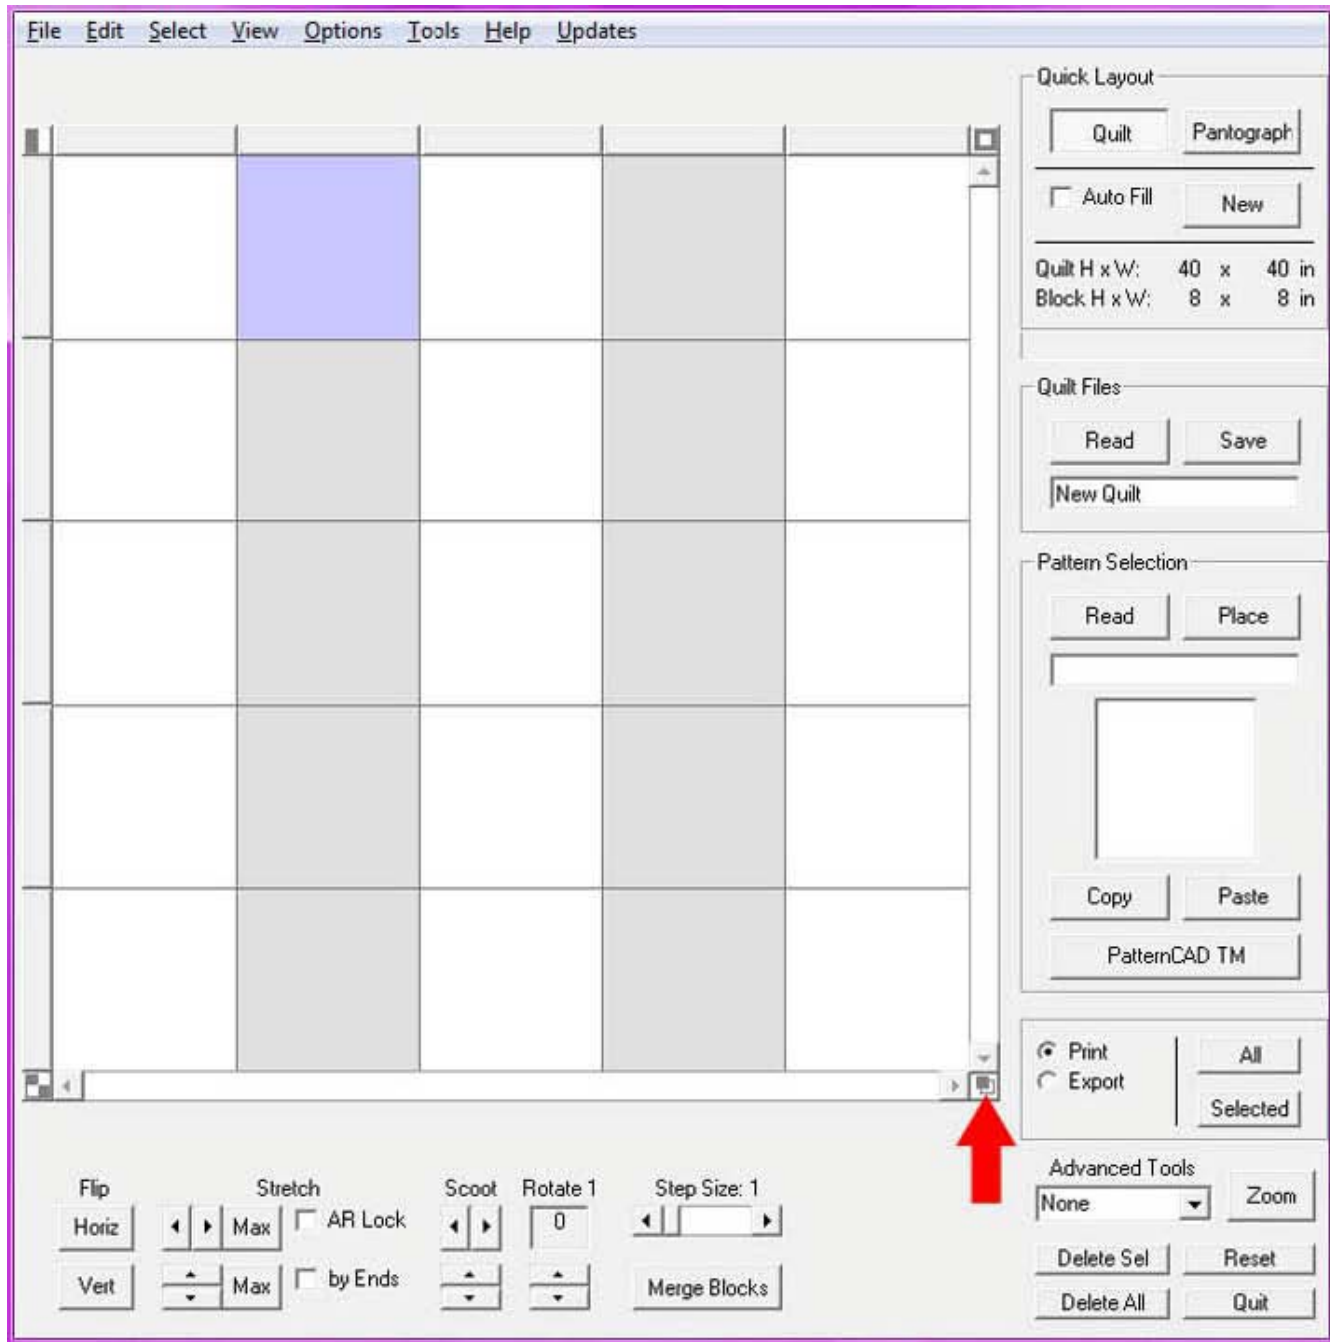 File Edit Select View Options Tools Help Updates
Quick Layout
Quilt Pantograph
Auto Fill New
Quilt H x W: 40 x 40 in
Block H x W: 8 x 8 in
Quilt Files
Read Save
New Quilt
Pattern Selection
Read Place
Copy Paste
PatternCAD TM
Print All
Export
Selected
Flip Stretch Scoot Rotate 1 Step Size: 1
Horiz Max AR Lock 0
Vert Max by Ends Merge Blocks
Advanced Tools
None Zoom
Delete Sel Reset
Delete All Quit